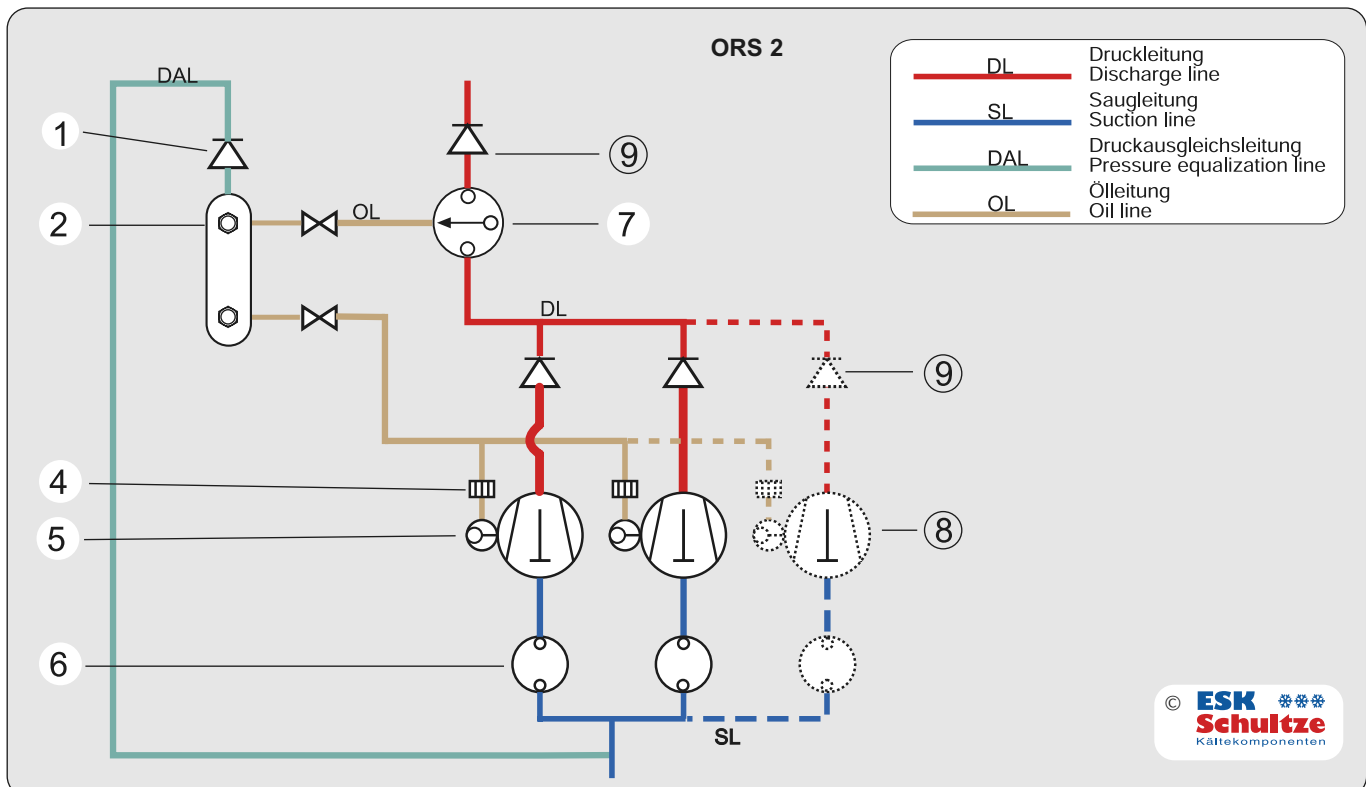 ORS 2
DL
Druckleitung
Discharge line
SL
Saugleitung
Suction line
DAL
Druckausgleichsleitung
Pressure equalization line
OL
Ölleitung
Oil line
DAL
1
9
2
OL
7
DL
9
4
5
8
6
SL
© ESK
Schultze
Kältekomponenten